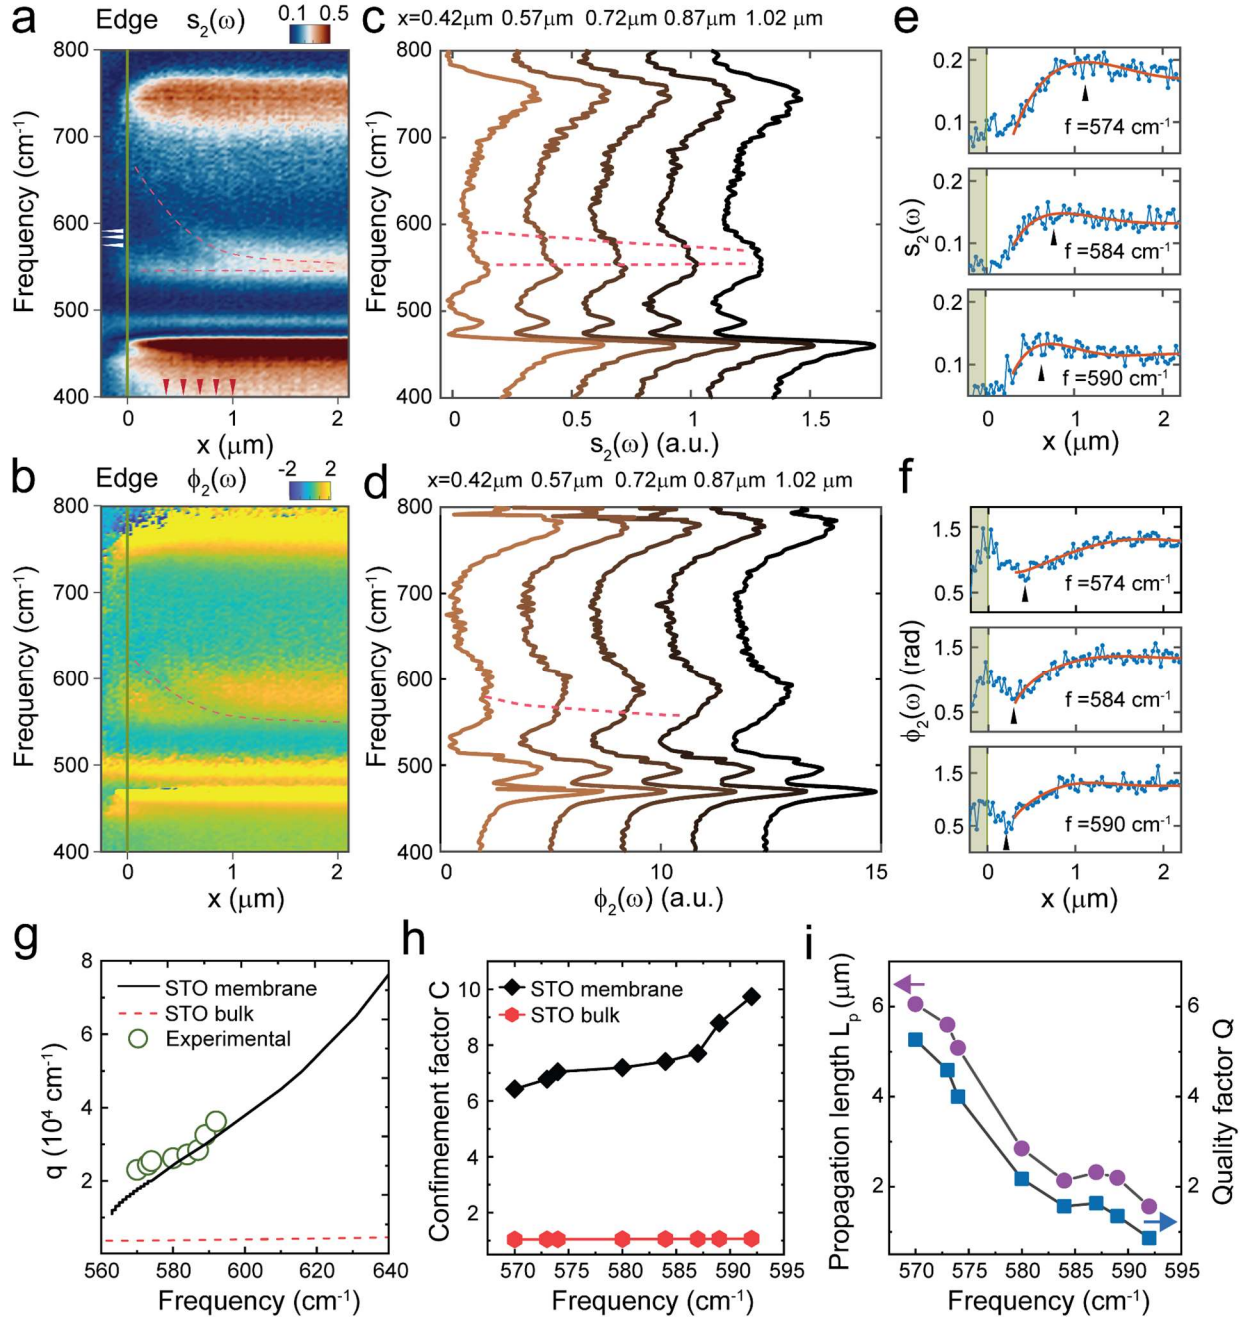 a Edge s₂(ω) 0.1 0.5
800
700
600
500
400
Frequency (cm⁻¹)
0 1 2
x (μm)
b Edge ϕ₂(ω) -2 2
800
700
600
500
400
Frequency (cm⁻¹)
0 1 2
x (μm)
c x=0.42μm 0.57μm 0.72μm 0.87μm 1.02 μm
800
700
600
500
400
Frequency (cm⁻¹)
0 0.5 1 1.5
s₂(ω) (a.u.)
d x=0.42μm 0.57μm 0.72μm 0.87μm 1.02 μm
800
700
600
500
400
Frequency (cm⁻¹)
0 10 15
ϕ₂(ω) (a.u.)
e
0.2
0.1
f =574 cm⁻¹
0.2
0.1
f =584 cm⁻¹
0.2
0.1
f =590 cm⁻¹
s₂(ω)
0 1 2
x (μm)
f
1.5
0.5
f =574 cm⁻¹
1.5
0.5
f =584 cm⁻¹
1.5
0.5
f =590 cm⁻¹
ϕ₂(ω) (rad)
0 1 2
x (μm)
g
8
6
4
2
q (10⁴ cm⁻¹)
STO membrane
STO bulk
Experimental
560 580 600 620 640
Frequency (cm⁻¹)
h
10
8
6
4
2
Confimement factor C
STO membrane
STO bulk
570 575 580 585 590 595
Frequency (cm⁻¹)
i
6
4
2
Propagation length Lₚ (μm)
6
4
2
Quality factor Q
570 575 580 585 590 595
Frequency (cm⁻¹)